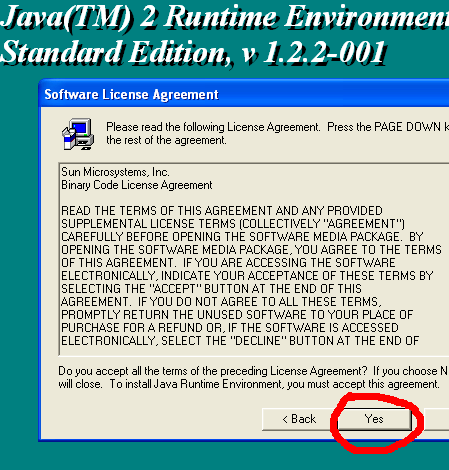 Java(TM) 2 Runtime Environment
Standard Edition, v 1.2.2-001
Software License Agreement
Please read the following License Agreement. Press the PAGE DOWN k
the rest of the agreement.
Sun Microsystems, Inc.
Binary Code License Agreement
READ THE TERMS OF THIS AGREEMENT AND ANY PROVIDED
SUPPLEMENTAL LICENSE TERMS (COLLECTIVELY "AGREEMENT")
CAREFULLY BEFORE OPENING THE SOFTWARE MEDIA PACKAGE. BY
OPENING THE SOFTWARE MEDIA PACKAGE, YOU AGREE TO THE TERMS
OF THIS AGREEMENT. IF YOU ARE ACCESSING THE SOFTWARE
ELECTRONICALLY, INDICATE YOUR ACCEPTANCE OF THESE TERMS BY
SELECTING THE "ACCEPT" BUTTON AT THE END OF THIS
AGREEMENT. IF YOU DO NOT AGREE TO ALL THESE TERMS,
PROMPTLY RETURN THE UNUSED SOFTWARE TO YOUR PLACE OF
PURCHASE FOR A REFUND OR, IF THE SOFTWARE IS ACCESSED
ELECTRONICALLY, SELECT THE "DECLINE" BUTTON AT THE END OF
Do you accept all the terms of the preceding License Agreement? If you choose N
will close. To install Java Runtime Environment, you must accept this agreement.
< Back
Yes